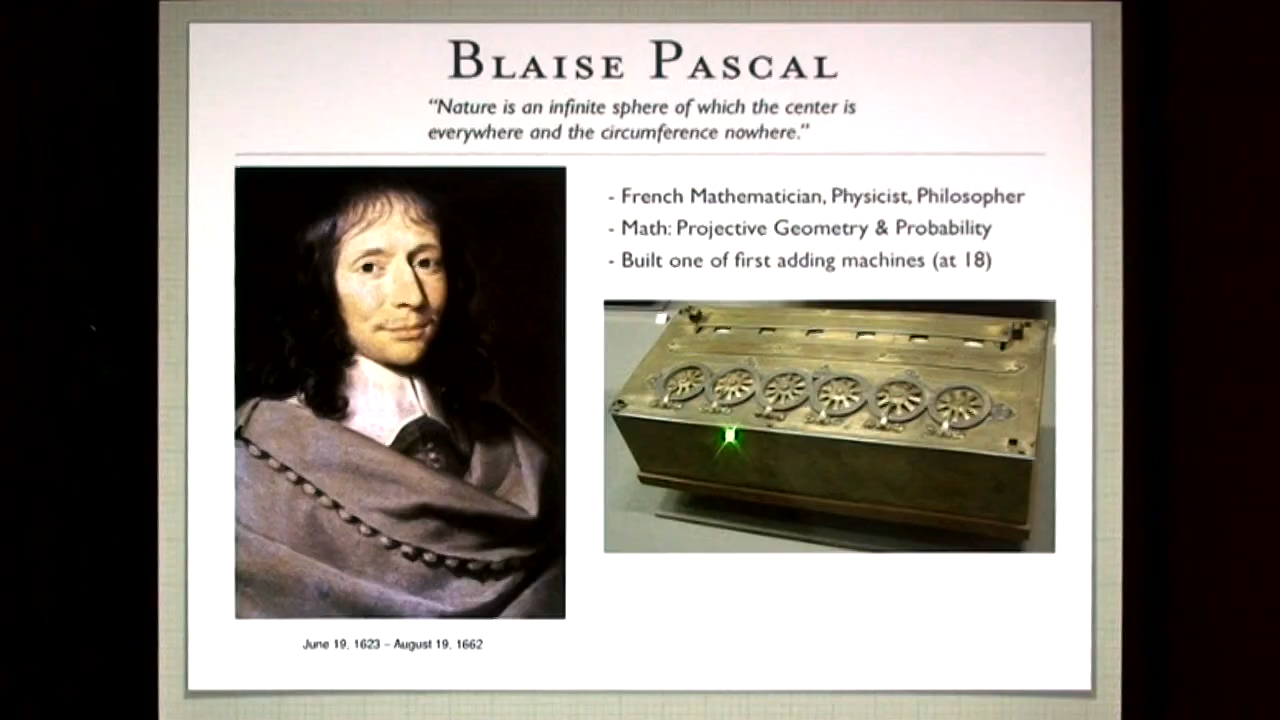 BLAISE PASCAL
“Nature is an infinite sphere of which the center is
everywhere and the circumference nowhere.”
- French Mathematician, Physicist, Philosopher
- Math: Projective Geometry & Probability
- Built one of first adding machines (at 18)
June 19, 1623 – August 19, 1662